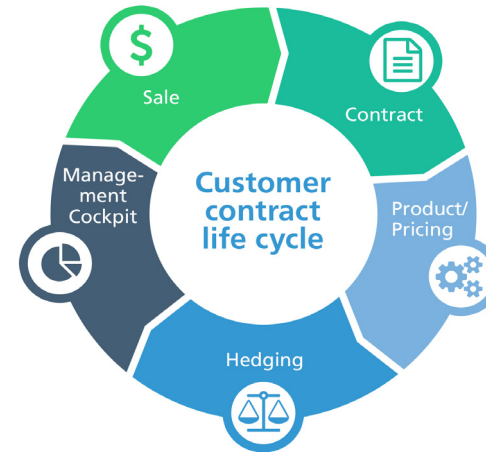 $
Sale
Contract
Customer
contract
life cycle
Manage-
ment
Cockpit
Product/
Pricing
Hedging